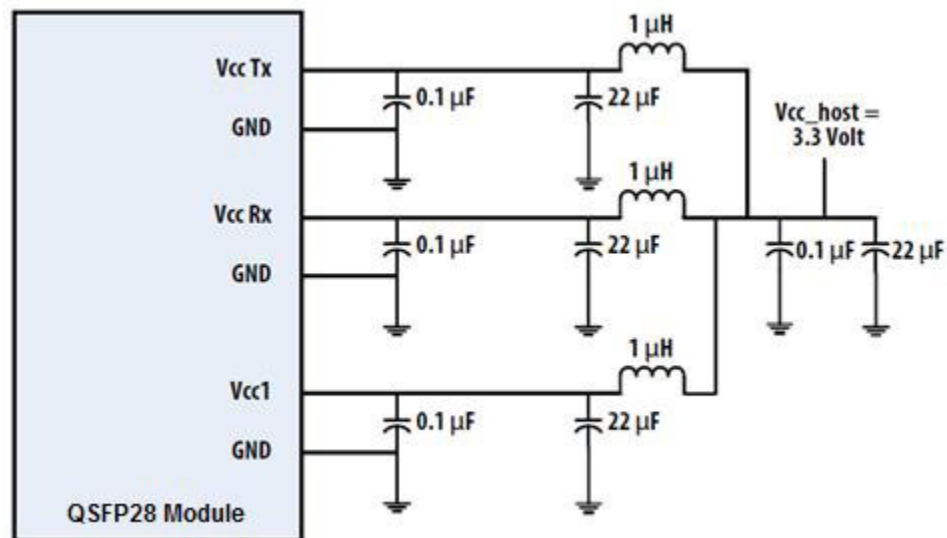 1 μH
Vcc Tx
0.1 μF
22 μF
GND
Vcc_host =
3.3 Volt
1 μH
Vcc Rx
0.1 μF
22 μF
0.1 μF
22 μF
GND
1 μH
Vcc1
0.1 μF
22 μF
GND
QSFP28 Module